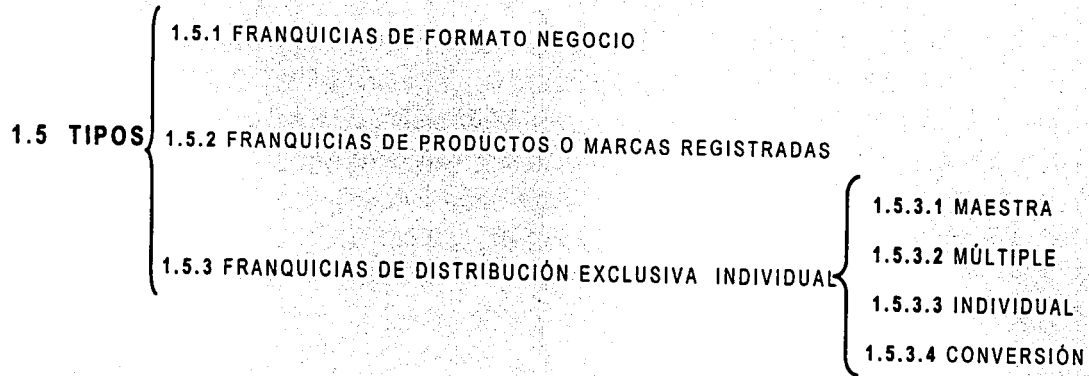 1.5.1 FRANQUICIAS DE FORMATO NEGOCIO
1.5 TIPOS
1.5.2 FRANQUICIAS DE PRODUCTOS O MARCAS REGISTRADAS
1.5.3 FRANQUICIAS DE DISTRIBUCIÓN EXCLUSIVA INDIVIDUAL
1.5.3.1 MAESTRA
1.5.3.2 MÚLTIPLE
1.5.3.3 INDIVIDUAL
1.5.3.4 CONVERSIÓN